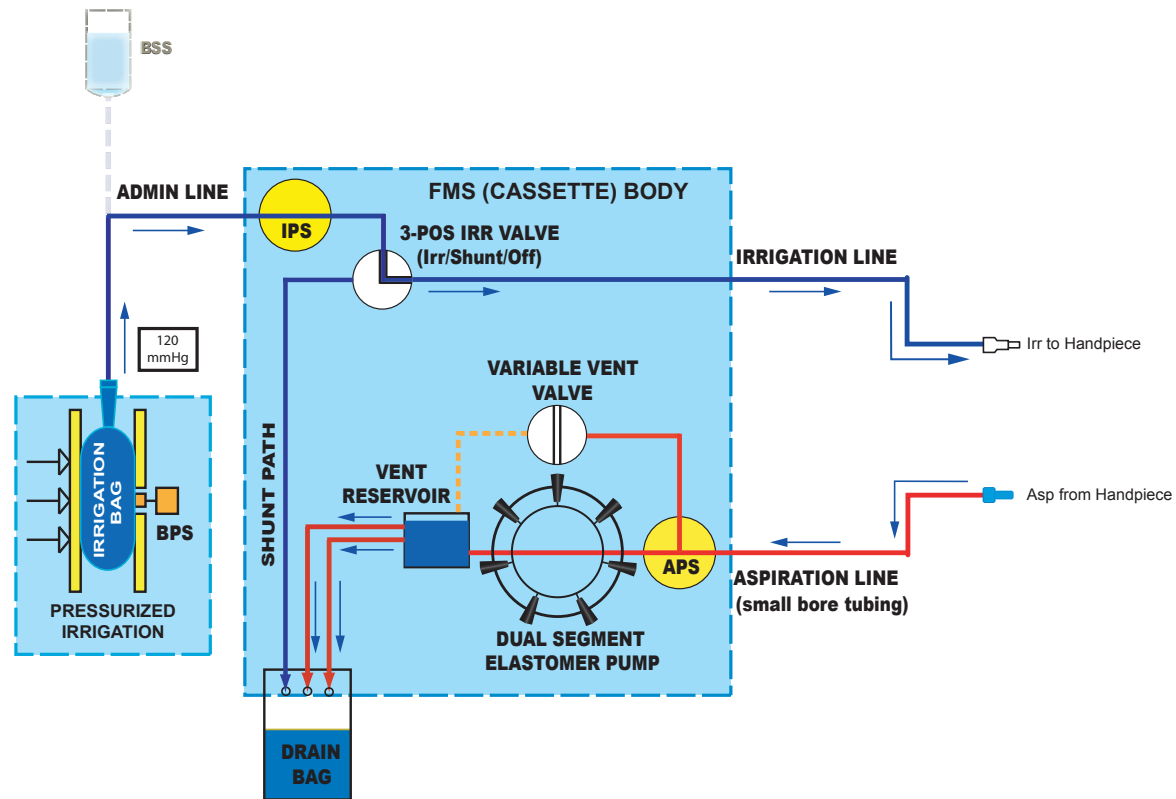 BSS
ADMIN LINE
FMS (CASSETTE) BODY
IPS
3-POS IRR VALVE
(Irr/Shunt/Off)
IRRIGATION LINE
120
mmHg
Irr to Handpiece
VARIABLE VENT
VALVE
IRRIGATION
BAG
BPS
PRESSURIZED
IRRIGATION
SHUNT PATH
VENT
RESERVOIR
Asp from Handpiece
APS
ASPIRATION LINE
(small bore tubing)
DUAL SEGMENT
ELASTOMER PUMP
DRAIN
BAG